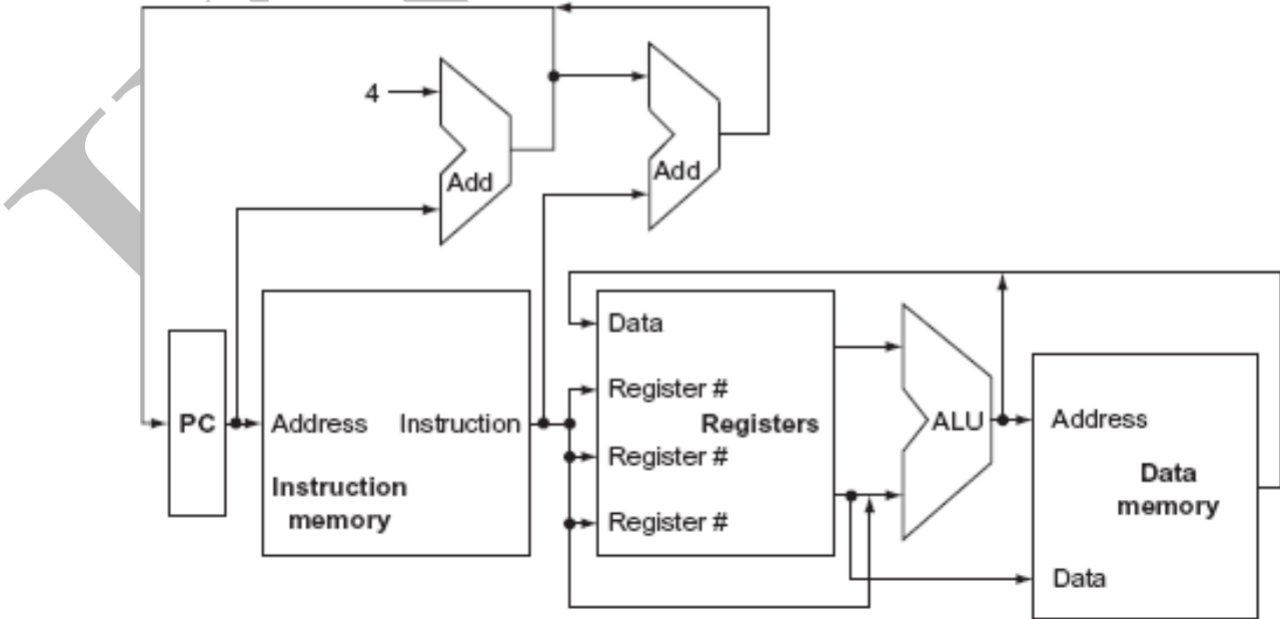 4
Add
Add
Data
Register #
PC
Address
Instruction
Registers
ALU
Address
Register #
Instruction
memory
Data
memory
Register #
Data